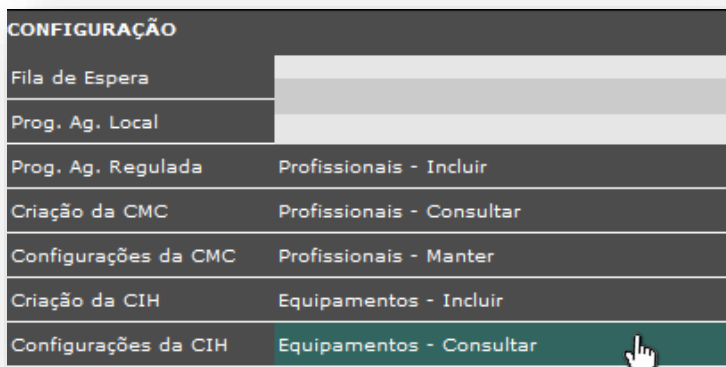 CONFIGURAÇÃO
Fila de Espera
Prog. Ag. Local
Prog. Ag. Regulada Profissionais - Incluir
Criação da CMC Profissionais - Consultar
Configurações da CMC Profissionais - Manter
Criação da CIH Equipamentos - Incluir
Configurações da CIH Equipamentos - Consultar